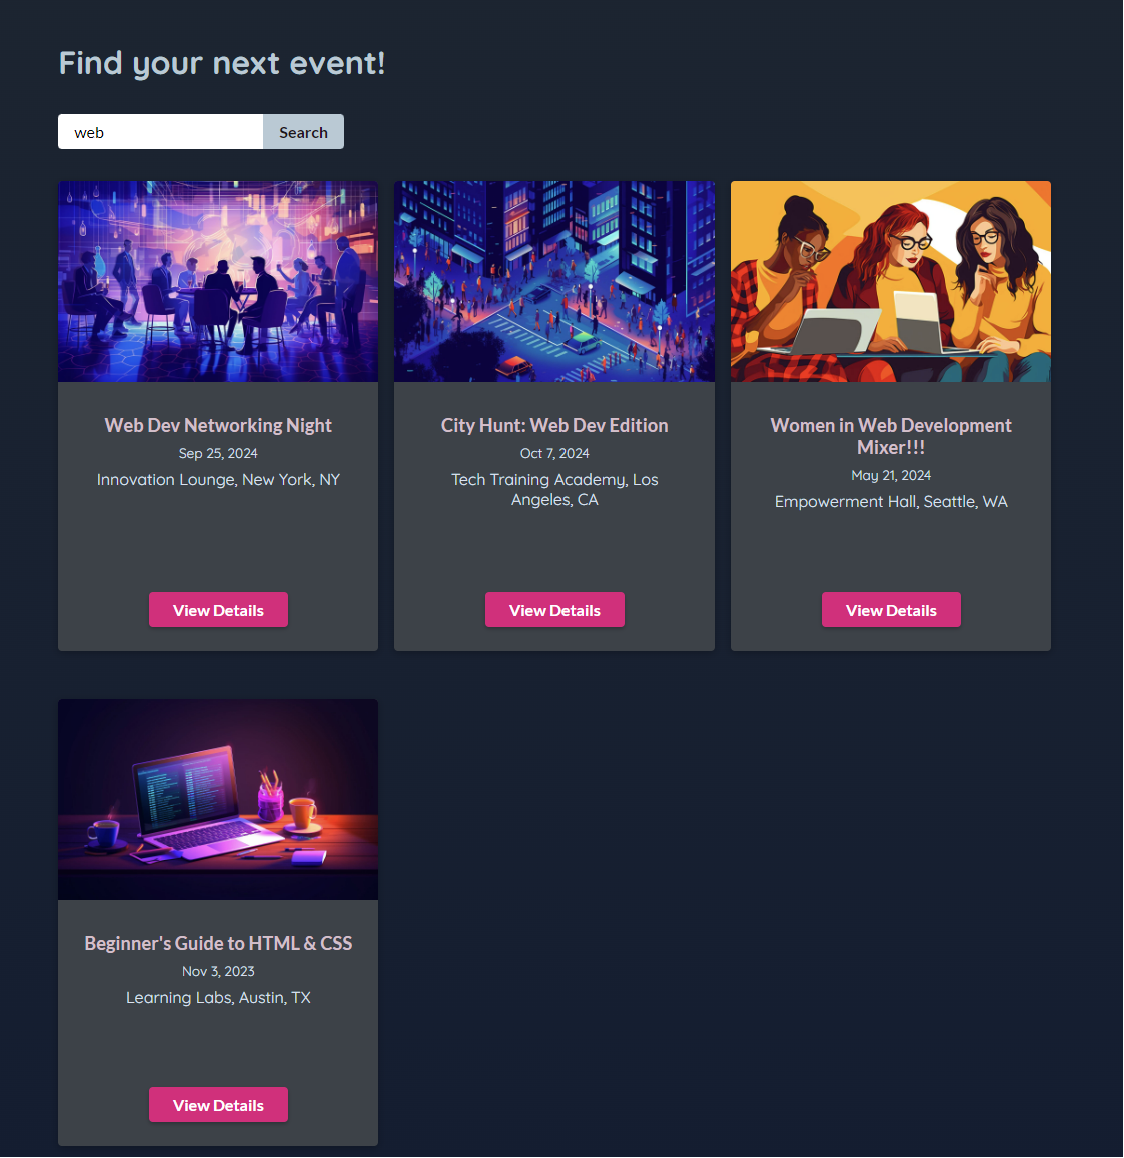 Find your next event!
web
Search
Web Dev Networking Night
Sep 25, 2024
Innovation Lounge, New York, NY
View Details
City Hunt: Web Dev Edition
Oct 7, 2024
Tech Training Academy, Los
Angeles, CA
View Details
Women in Web Development
Mixer!!!
May 21, 2024
Empowerment Hall, Seattle, WA
View Details
Beginner's Guide to HTML & CSS
Nov 3, 2023
Learning Labs, Austin, TX
View Details